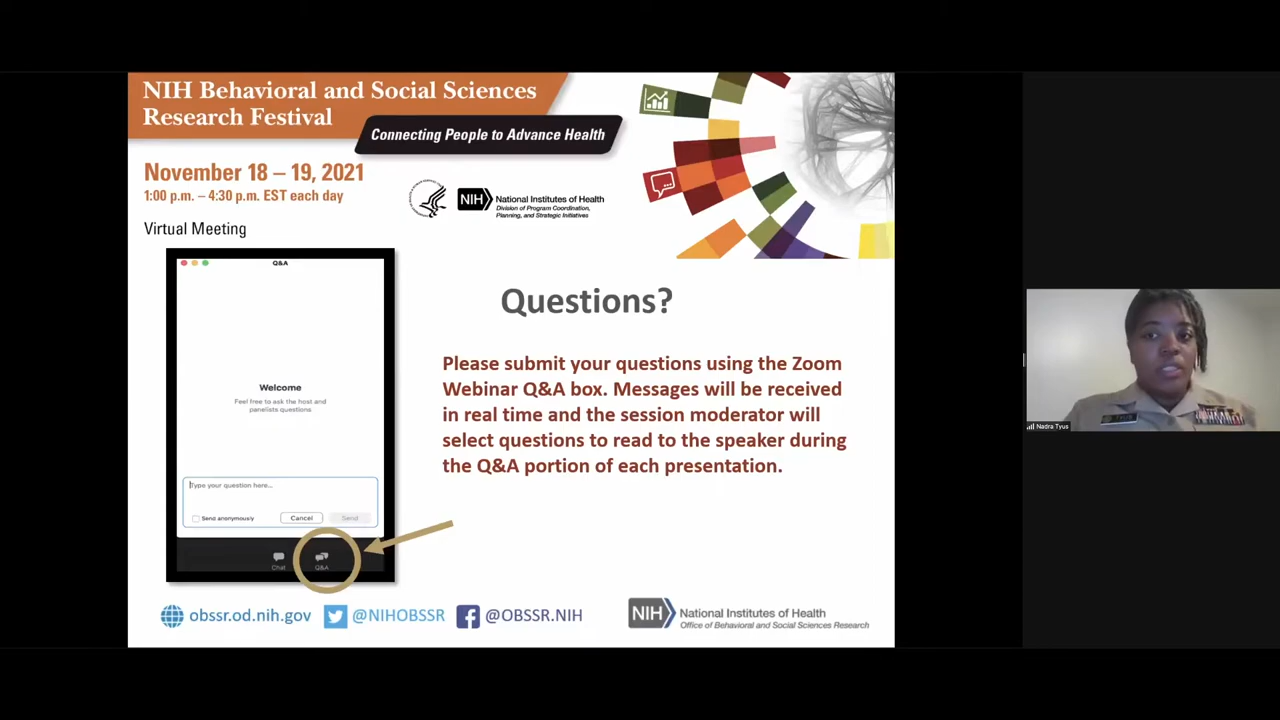 NIH Behavioral and Social Sciences
Research Festival
Connecting People to Advance Health
November 18 – 19, 2021
1:00 p.m. – 4:30 p.m. EST each day
NIH
National Institutes of Health
Division of Program Coordination,
Planning, and Strategic Initiatives
Virtual Meeting
Q&A
Welcome
Feel free to ask the host and
panelists questions
Type your question here...
Send anonymously
Cancel
Send
Chat
Q&A
Questions?
Please submit your questions using the Zoom
Webinar Q&A box. Messages will be received
in real time and the session moderator will
select questions to read to the speaker during
the Q&A portion of each presentation.
obssr.od.nih.gov
@NIHOBSSR
@OBSSR.NIH
NIH
National Institutes of Health
Office of Behavioral and Social Sciences Research
Nadra Tyus